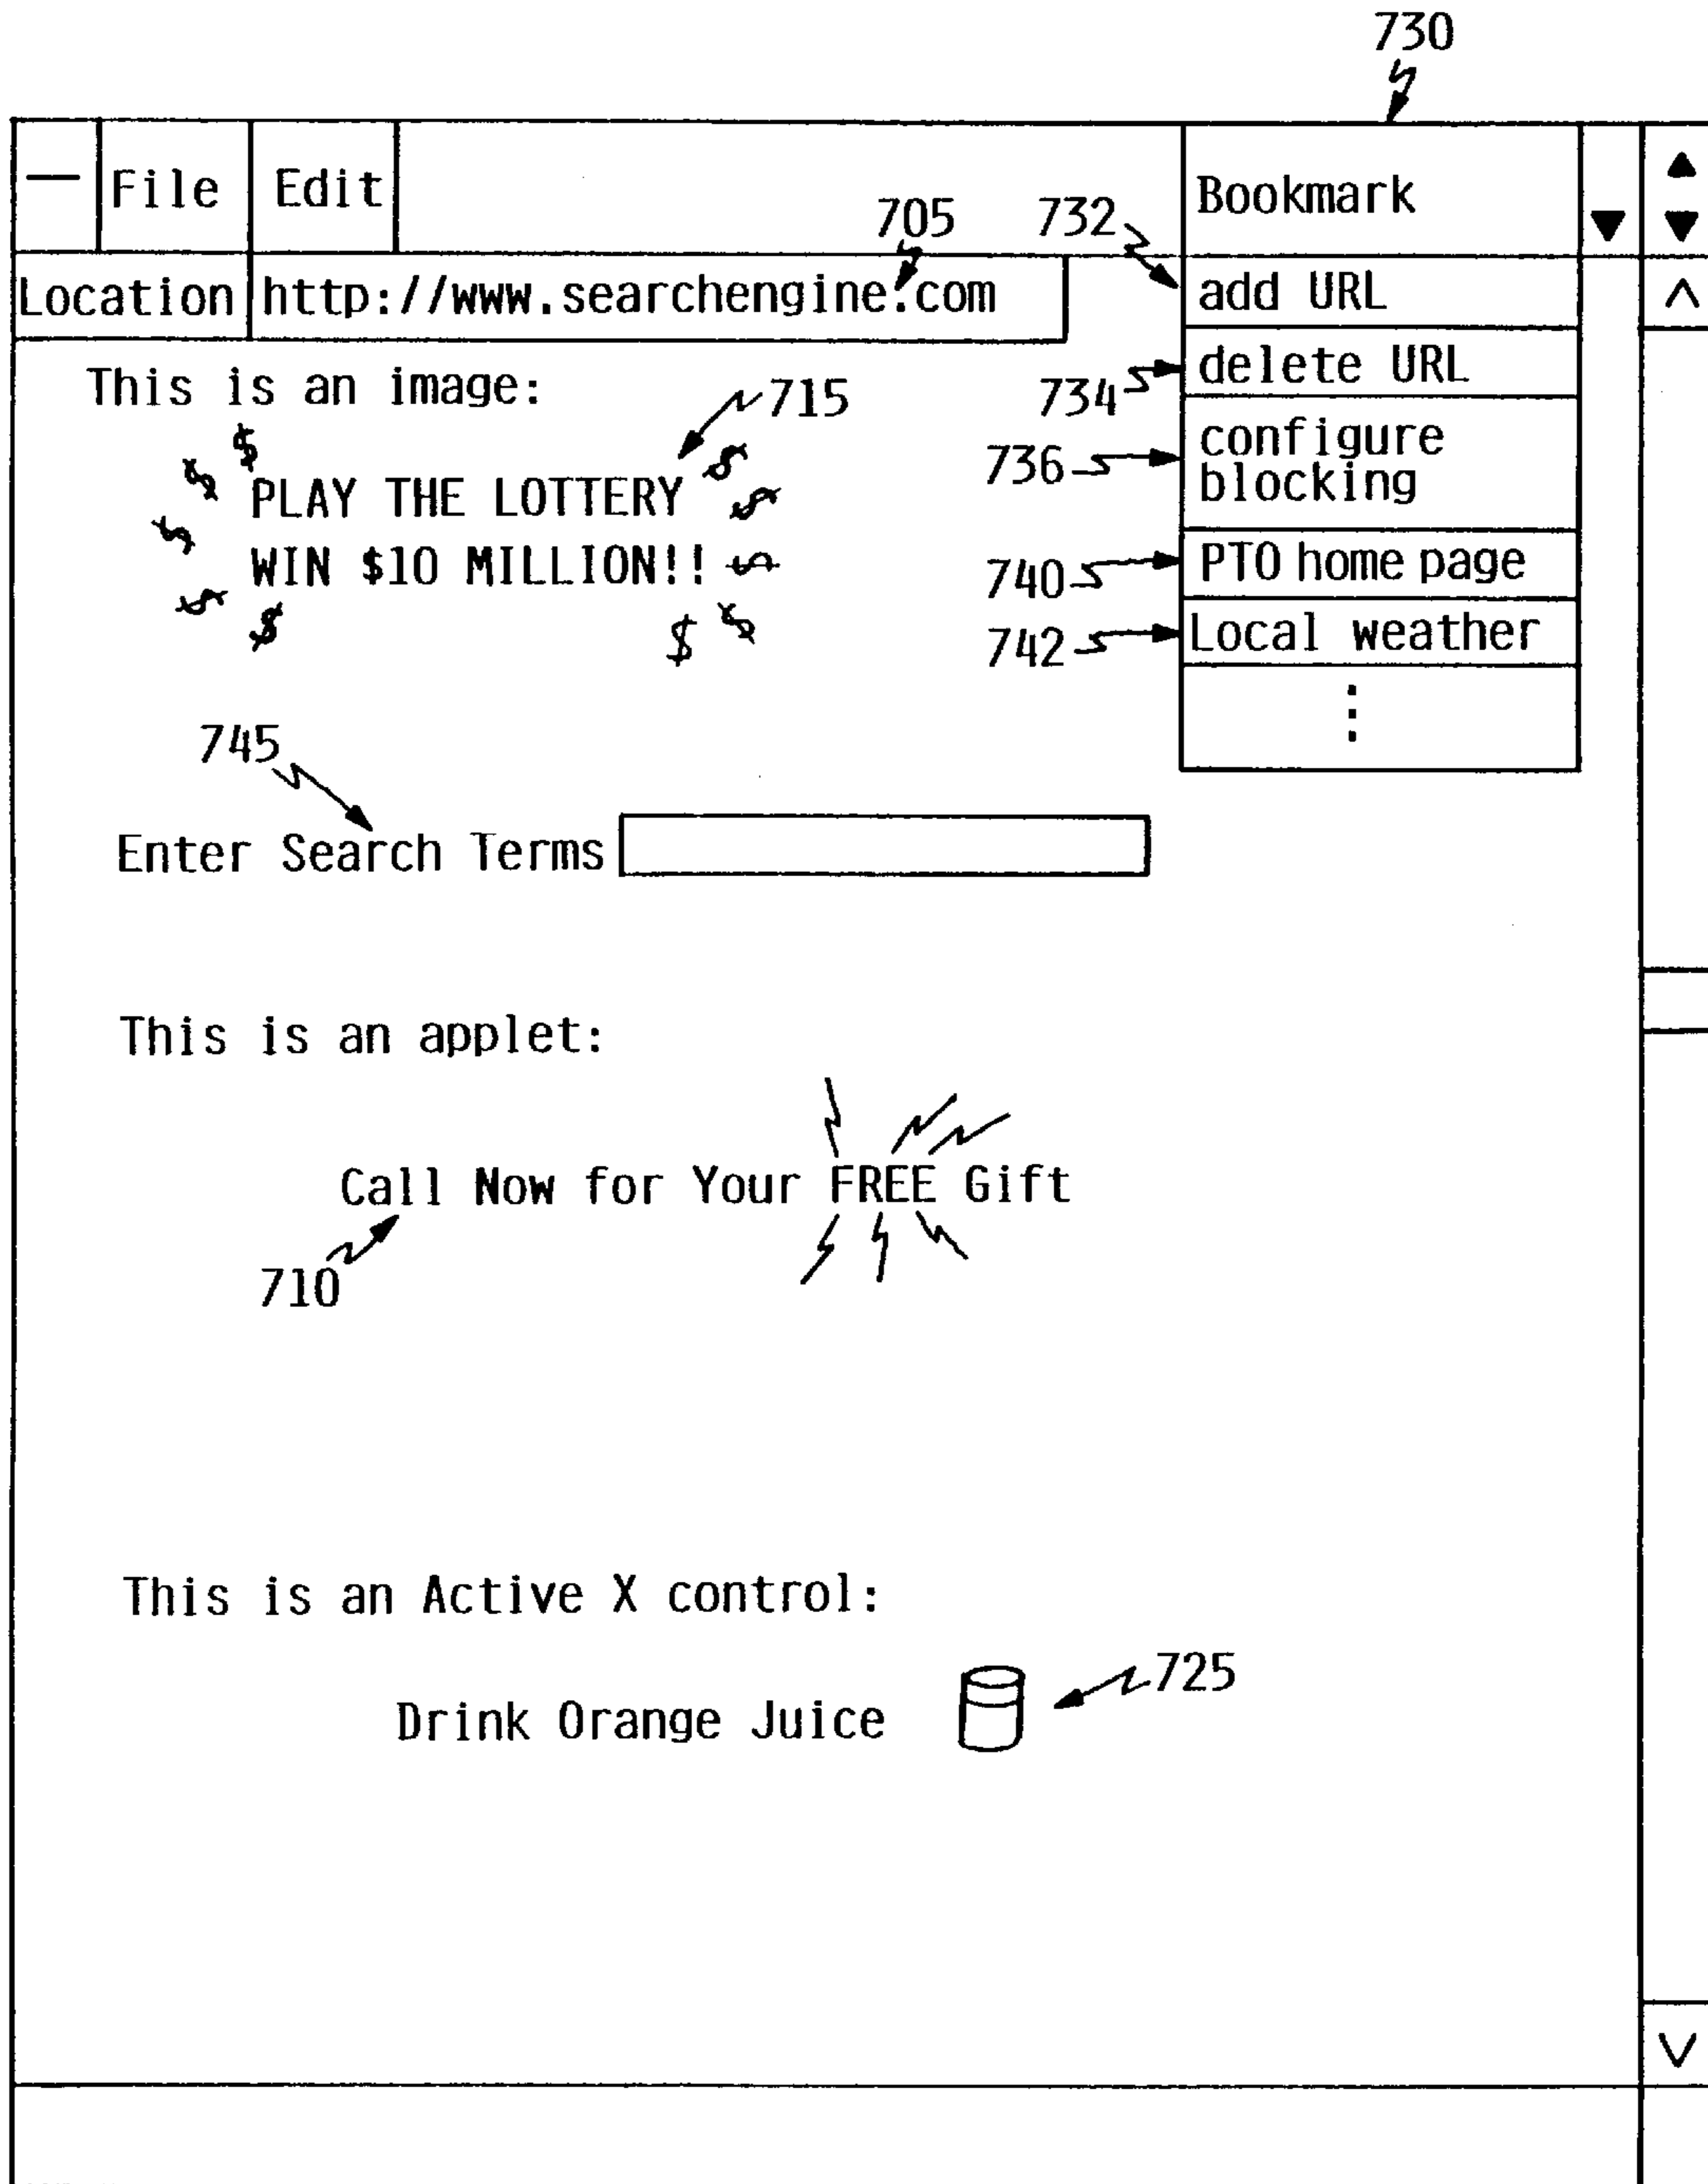 730
File Edit Bookmark
705 732
Location http://www.searchengine.com add URL
This is an image: 715 734 delete URL
$ $ $ $ $
PLAY THE LOTTERY $ $
736 configure
blocking
WIN $10 MILLION!! $
$ $ $
740 PTO home page
742 Local weather
745
Enter Search Terms
This is an applet:
Call Now for Your FREE Gift
710
This is an Active X control:
725
Drink Orange Juice